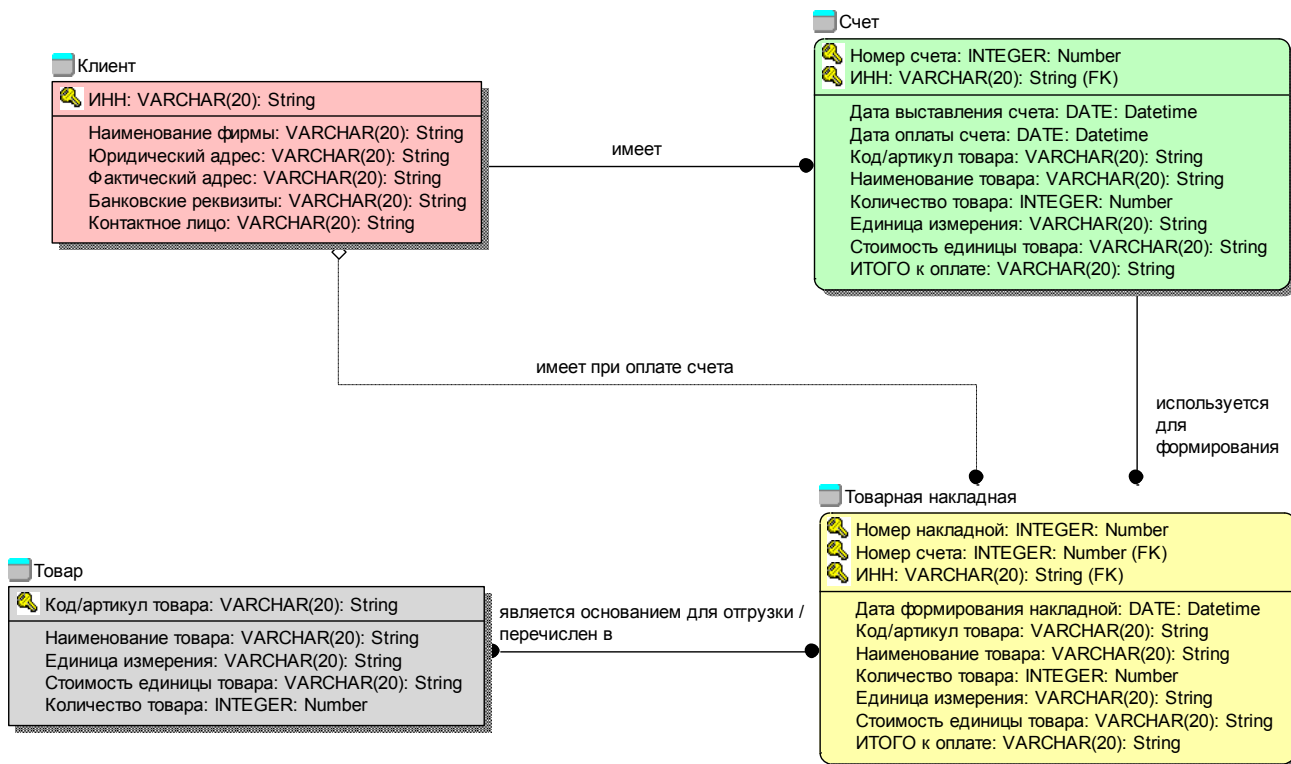 Клиент
ИНН: VARCHAR(20): String
Наименование фирмы: VARCHAR(20): String
Юридический адрес: VARCHAR(20): String
Фактический адрес: VARCHAR(20): String
Банковские реквизиты: VARCHAR(20): String
Контактное лицо: VARCHAR(20): String
имеет
Счет
Номер счета: INTEGER: Number
ИНН: VARCHAR(20): String (FK)
Дата выставления счета: DATE: Datetime
Дата оплаты счета: DATE: Datetime
Код/артикул товара: VARCHAR(20): String
Наименование товара: VARCHAR(20): String
Количество товара: INTEGER: Number
Единица измерения: VARCHAR(20): String
Стоимость единицы товара: VARCHAR(20): String
ИТОГО к оплате: VARCHAR(20): String
имеет при оплате счета
используется
для
формирования
Товар
Код/артикул товара: VARCHAR(20): String
Наименование товара: VARCHAR(20): String
Единица измерения: VARCHAR(20): String
Стоимость единицы товара: VARCHAR(20): String
Количество товара: INTEGER: Number
является основанием для отгрузки /
перечислен в
Товарная накладная
Номер накладной: INTEGER: Number
Номер счета: INTEGER: Number (FK)
ИНН: VARCHAR(20): String (FK)
Дата формирования накладной: DATE: Datetime
Код/артикул товара: VARCHAR(20): String
Наименование товара: VARCHAR(20): String
Количество товара: INTEGER: Number
Единица измерения: VARCHAR(20): String
Стоимость единицы товара: VARCHAR(20): String
ИТОГО к оплате: VARCHAR(20): String